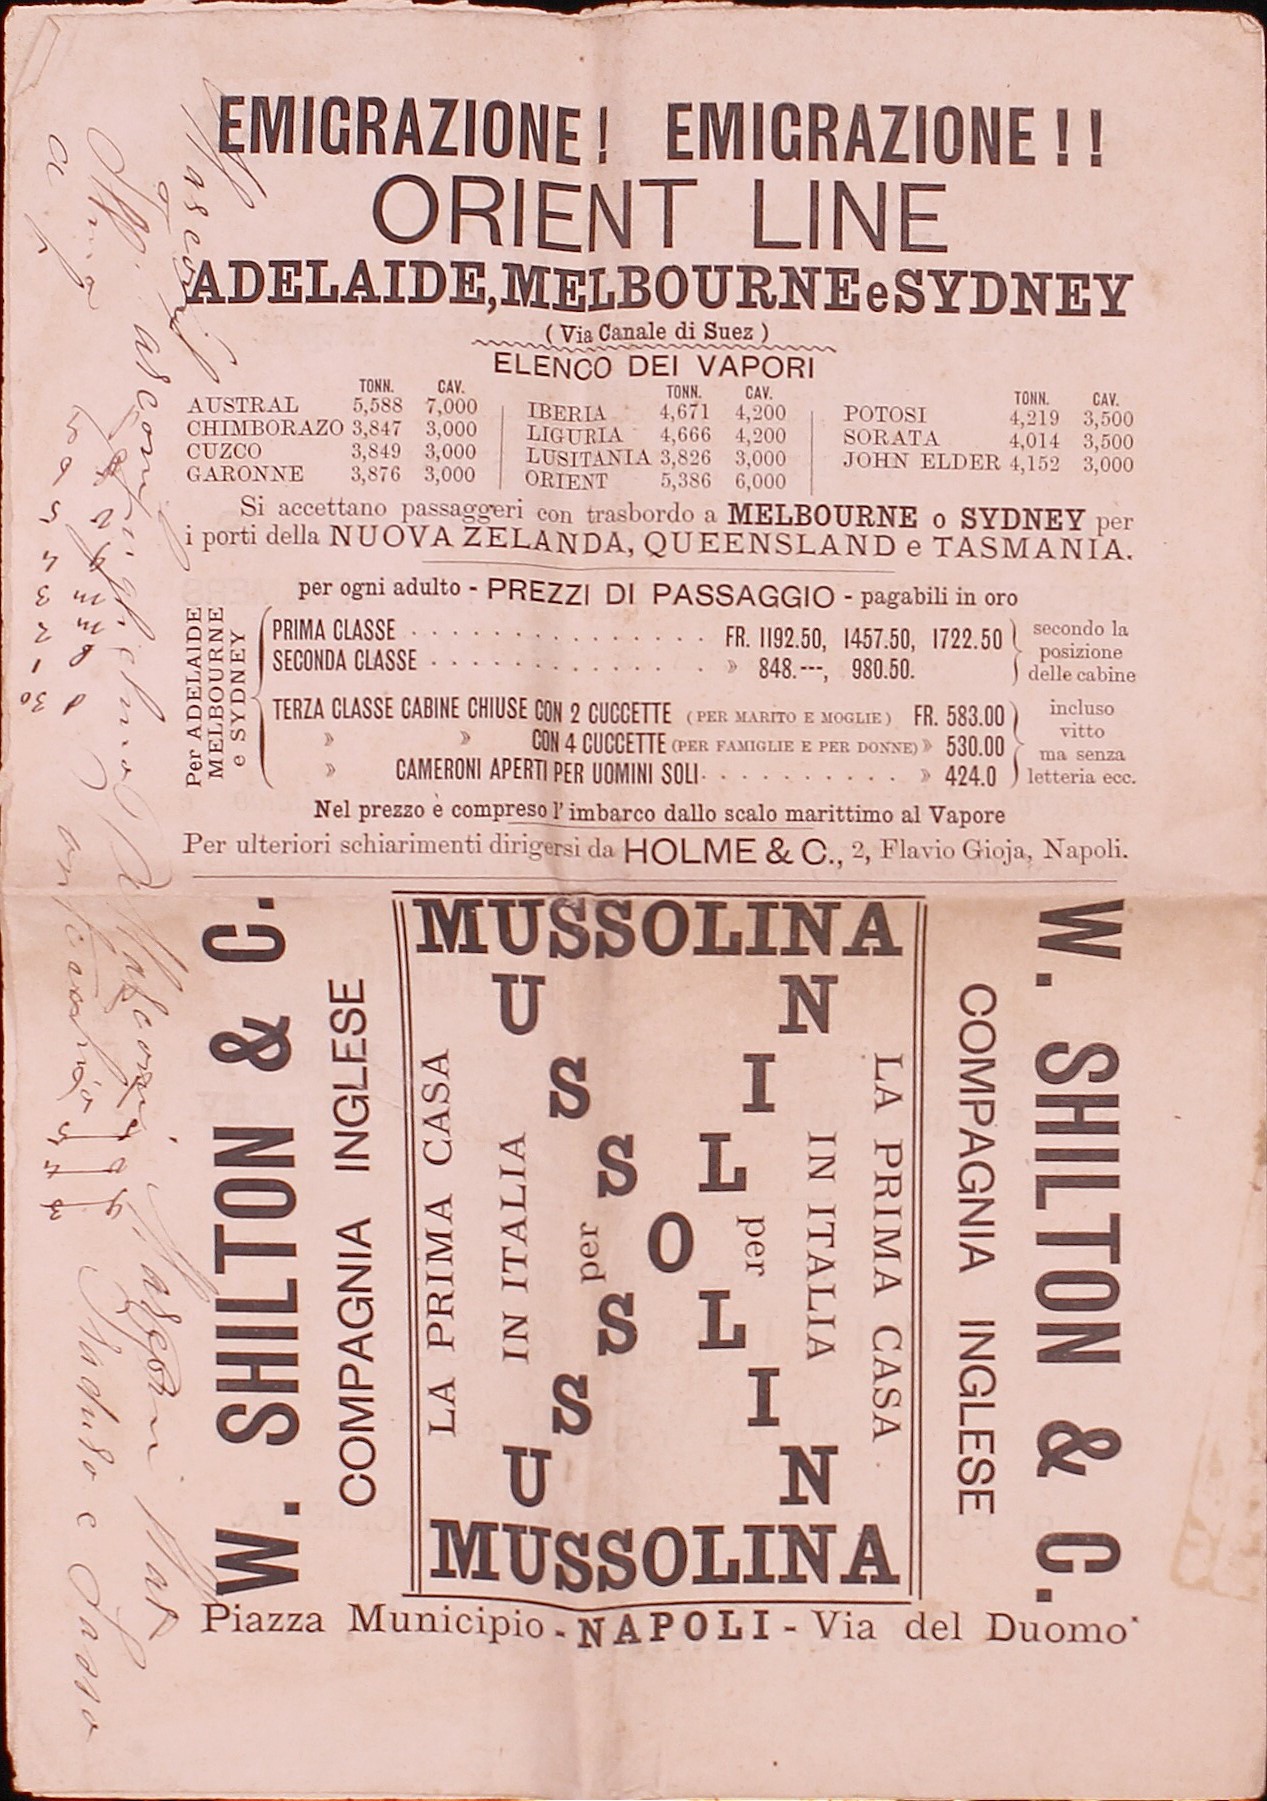 EMIGRAZIONE! EMIGRAZIONE!!
ORIENT LINE
ADELAIDE, MELBOURNE e SYDNEY
(Via Canale di Suez)
ELENCO DEI VAPORI
TONN. CAV.
AUSTRAL 5,588 7,000
CHIMBORAZO 3,847 3,000
CUZCO 3,849 3,000
GARONNE 3,876 3,000
TONN. CAV.
IBERIA 4,671 4,200
LIGURIA 4,666 4,200
LUSITANIA 3,826 3,000
ORIENT 5,386 6,000
TONN. CAV.
POTOSI 4,219 3,500
SORATA 4,014 3,500
JOHN ELDER 4,152 3,000
Si accettano passaggeri con trasbordo a MELBOURNE o SYDNEY per
i porti della NUOVA ZELANDA, QUEENSLAND e TASMANIA.
per ogni adulto - PREZZI DI PASSAGGIO - pagabili in oro
Per ADELAIDE
MELBOURNE
e SYDNEY
PRIMA CLASSE . . . . . . . . . . . . . . . FR. 1192.50, 1457.50, 1722.50
SECONDA CLASSE . . . . . . . . . . . . . . » 848.---, 980.50.
secondo la
posizione
delle cabine
TERZA CLASSE CABINE CHIUSE CON 2 CUCCETTE (PER MARITO E MOGLIE) FR. 583.00
» » CON 4 CUCCETTE (PER FAMIGLIE E PER DONNE) » 530.00
» CAMERONI APERTI PER UOMINI SOLI . . . . . . . . . . » 424.0
incluso
vitto
ma senza
letteria ecc.
Nel prezzo è compreso l'imbarco dallo scalo marittimo al Vapore
Per ulteriori schiarimenti dirigersi da HOLME & C., 2, Flavio Gioja, Napoli.
W. SHILTON & C.
COMPAGNIA INGLESE
MUSSOLINA
U N
S I
S L
O
S L
S I
U N
MUSSOLINA
LA PRIMA CASA
IN ITALIA
per
per
IN ITALIA
LA PRIMA CASA
COMPAGNIA INGLESE
W. SHILTON & C.
Piazza Municipio - NAPOLI - Via del Duomo